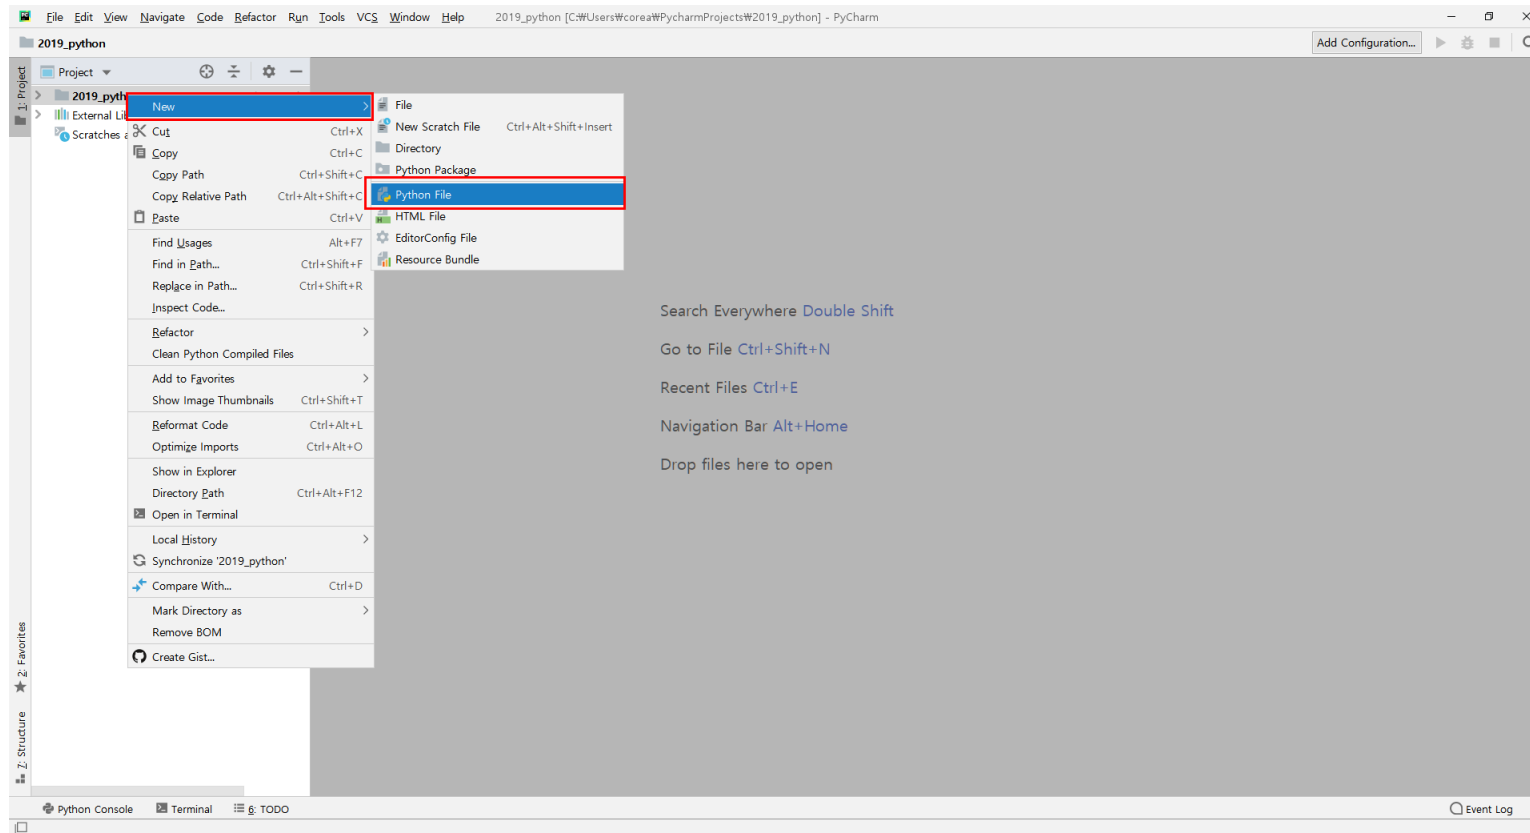 File Edit View Navigate Code Refactor Run Tools VCS Window Help 2019_python [C:₩Users₩corea₩PycharmProjects₩2019_python] - PyCharm
2019_python
Add Configuration...
1: Project
Project
2019_pyth
External Li
Scratches a
New
Cut Ctrl+X
Copy Ctrl+C
Copy Path Ctrl+Shift+C
Copy Relative Path Ctrl+Alt+Shift+C
Paste Ctrl+V
Find Usages Alt+F7
Find in Path... Ctrl+Shift+F
Replace in Path... Ctrl+Shift+R
Inspect Code...
Refactor
Clean Python Compiled Files
Add to Favorites
Show Image Thumbnails Ctrl+Shift+T
Reformat Code Ctrl+Alt+L
Optimize Imports Ctrl+Alt+O
Show in Explorer
Directory Path Ctrl+Alt+F12
Open in Terminal
Local History
Synchronize '2019_python'
Compare With... Ctrl+D
Mark Directory as
Remove BOM
Create Gist...
File
New Scratch File Ctrl+Alt+Shift+Insert
Directory
Python Package
Python File
HTML File
EditorConfig File
Resource Bundle
Search Everywhere Double Shift
Go to File Ctrl+Shift+N
Recent Files Ctrl+E
Navigation Bar Alt+Home
Drop files here to open
2: Favorites
7: Structure
Python Console Terminal 6: TODO
Event Log